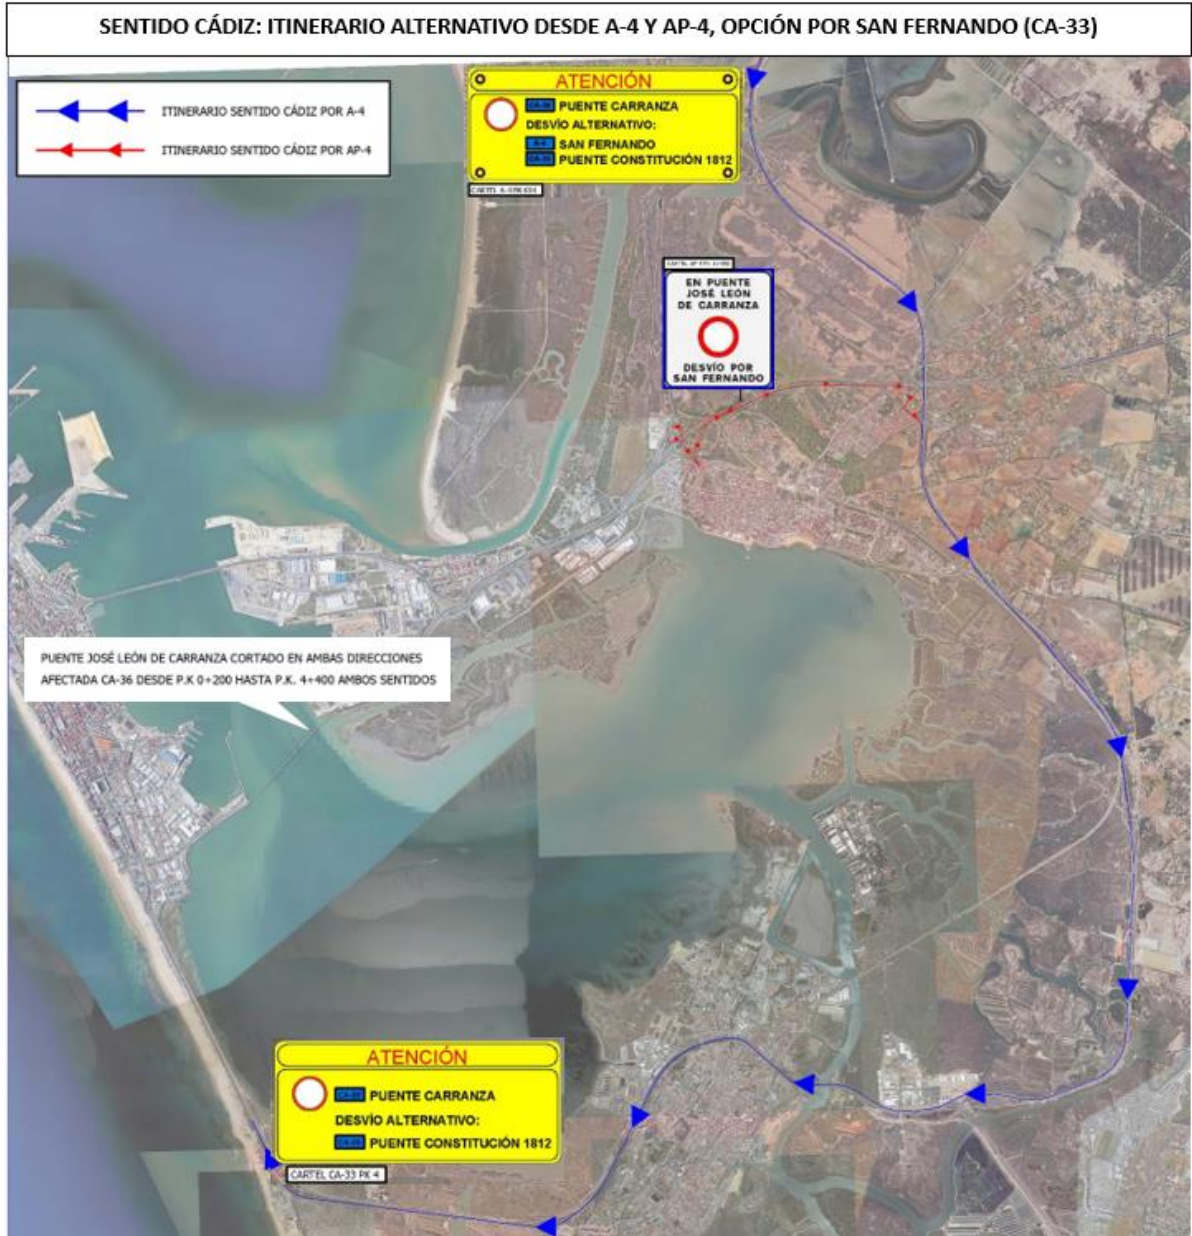 SENTIDO CÁDIZ: ITINERARIO ALTERNATIVO DESDE A-4 Y AP-4, OPCIÓN POR SAN FERNANDO (CA-33)
ITINERARIO SENTIDO CÁDIZ POR A-4
ITINERARIO SENTIDO CÁDIZ POR AP-4
ATENCIÓN
PUENTE CARRANZA
DESVÍO ALTERNATIVO:
SAN FERNANDO
PUENTE CONSTITUCIÓN 1812
EN PUENTE
JOSÉ LEÓN
DE CARRANZA
DESVÍO POR
SAN FERNANDO
PUENTE JOSÉ LEÓN DE CARRANZA CORTADO EN AMBAS DIRECCIONES
AFECTADA CA-36 DESDE P.K 0+200 HASTA P.K. 4+400 AMBOS SENTIDOS
ATENCIÓN
PUENTE CARRANZA
DESVÍO ALTERNATIVO:
PUENTE CONSTITUCIÓN 1812
CARTEL CA-33 PK 4